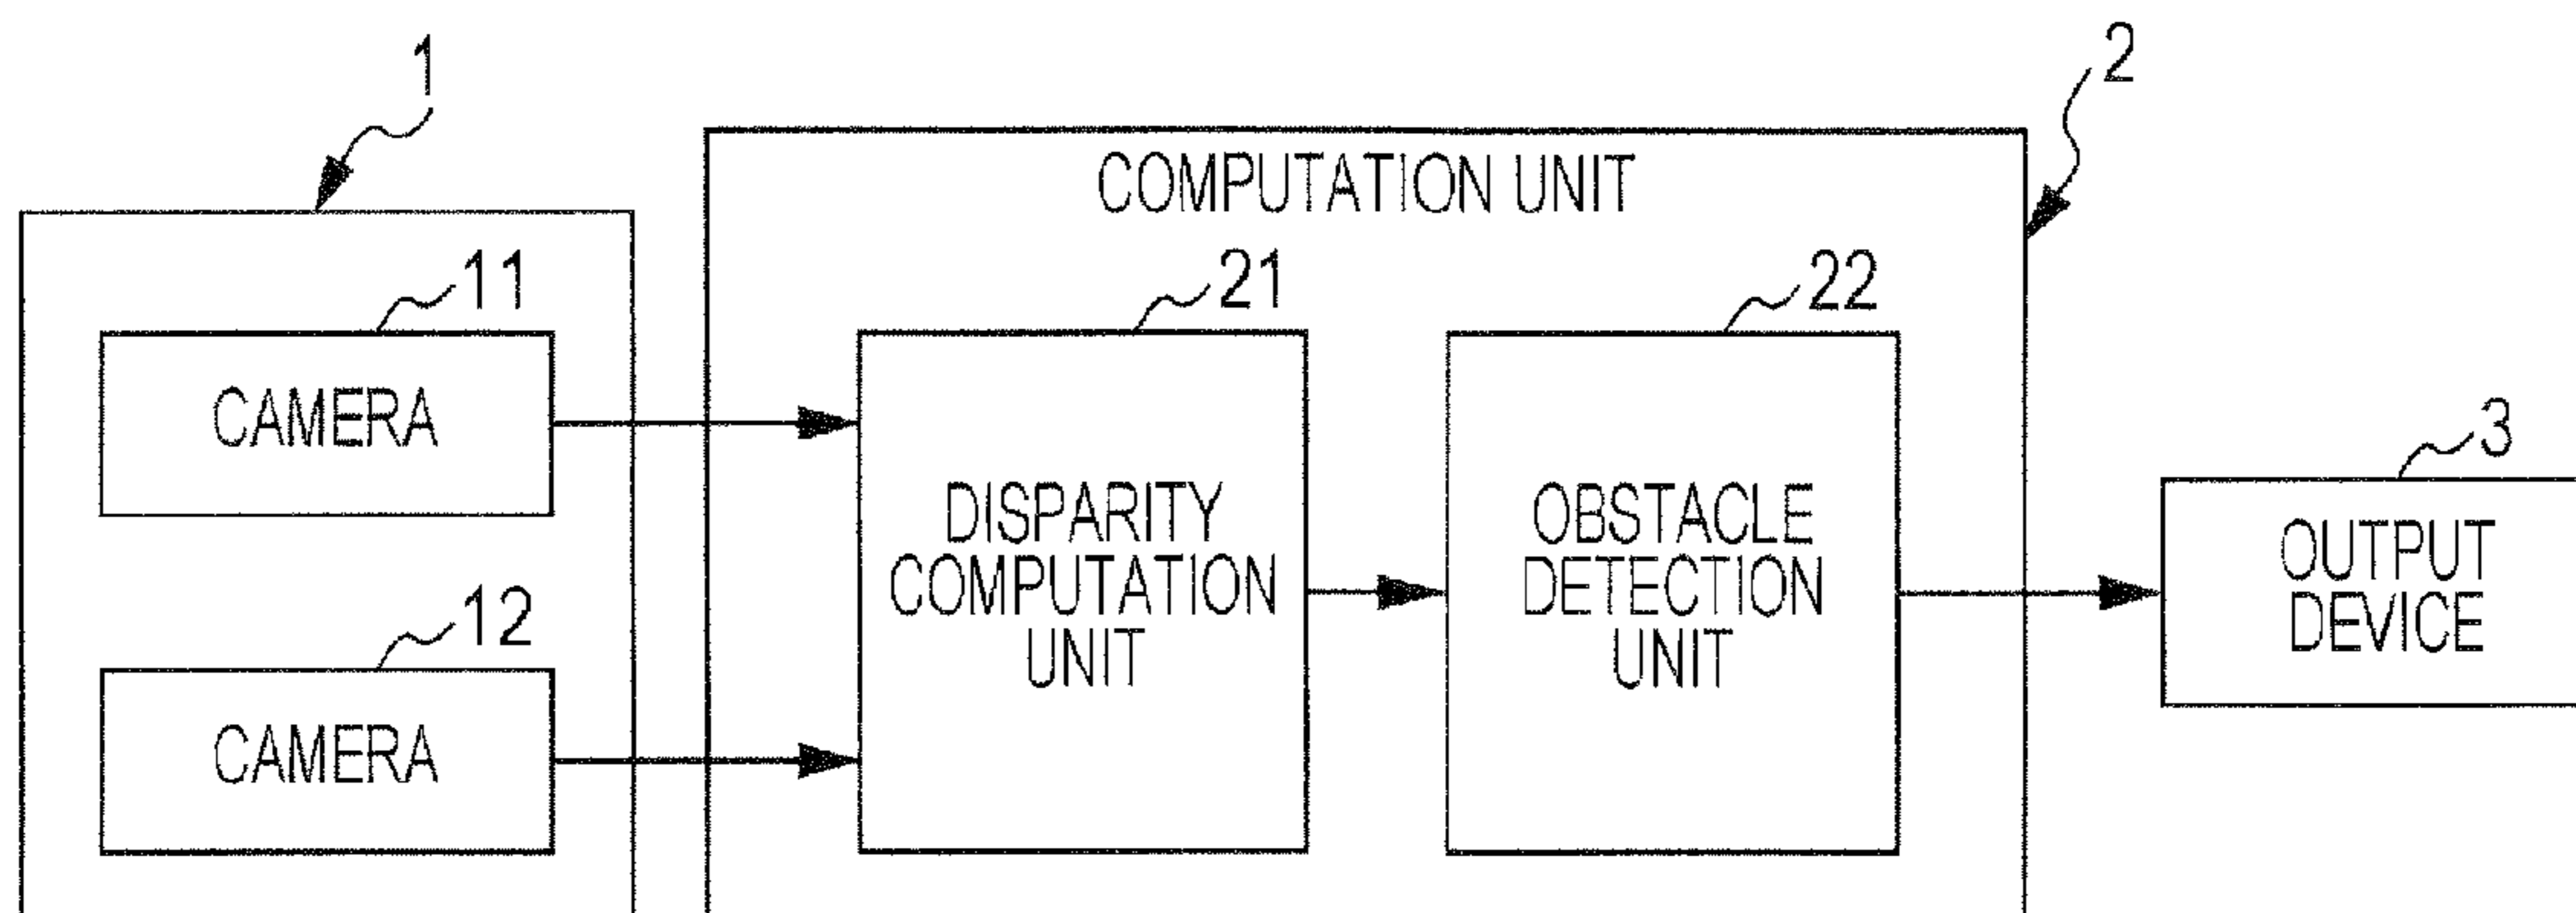 1
2
COMPUTATION UNIT
11
CAMERA
12
CAMERA
21
DISPARITY
COMPUTATION
UNIT
22
OBSTACLE
DETECTION
UNIT
3
OUTPUT
DEVICE